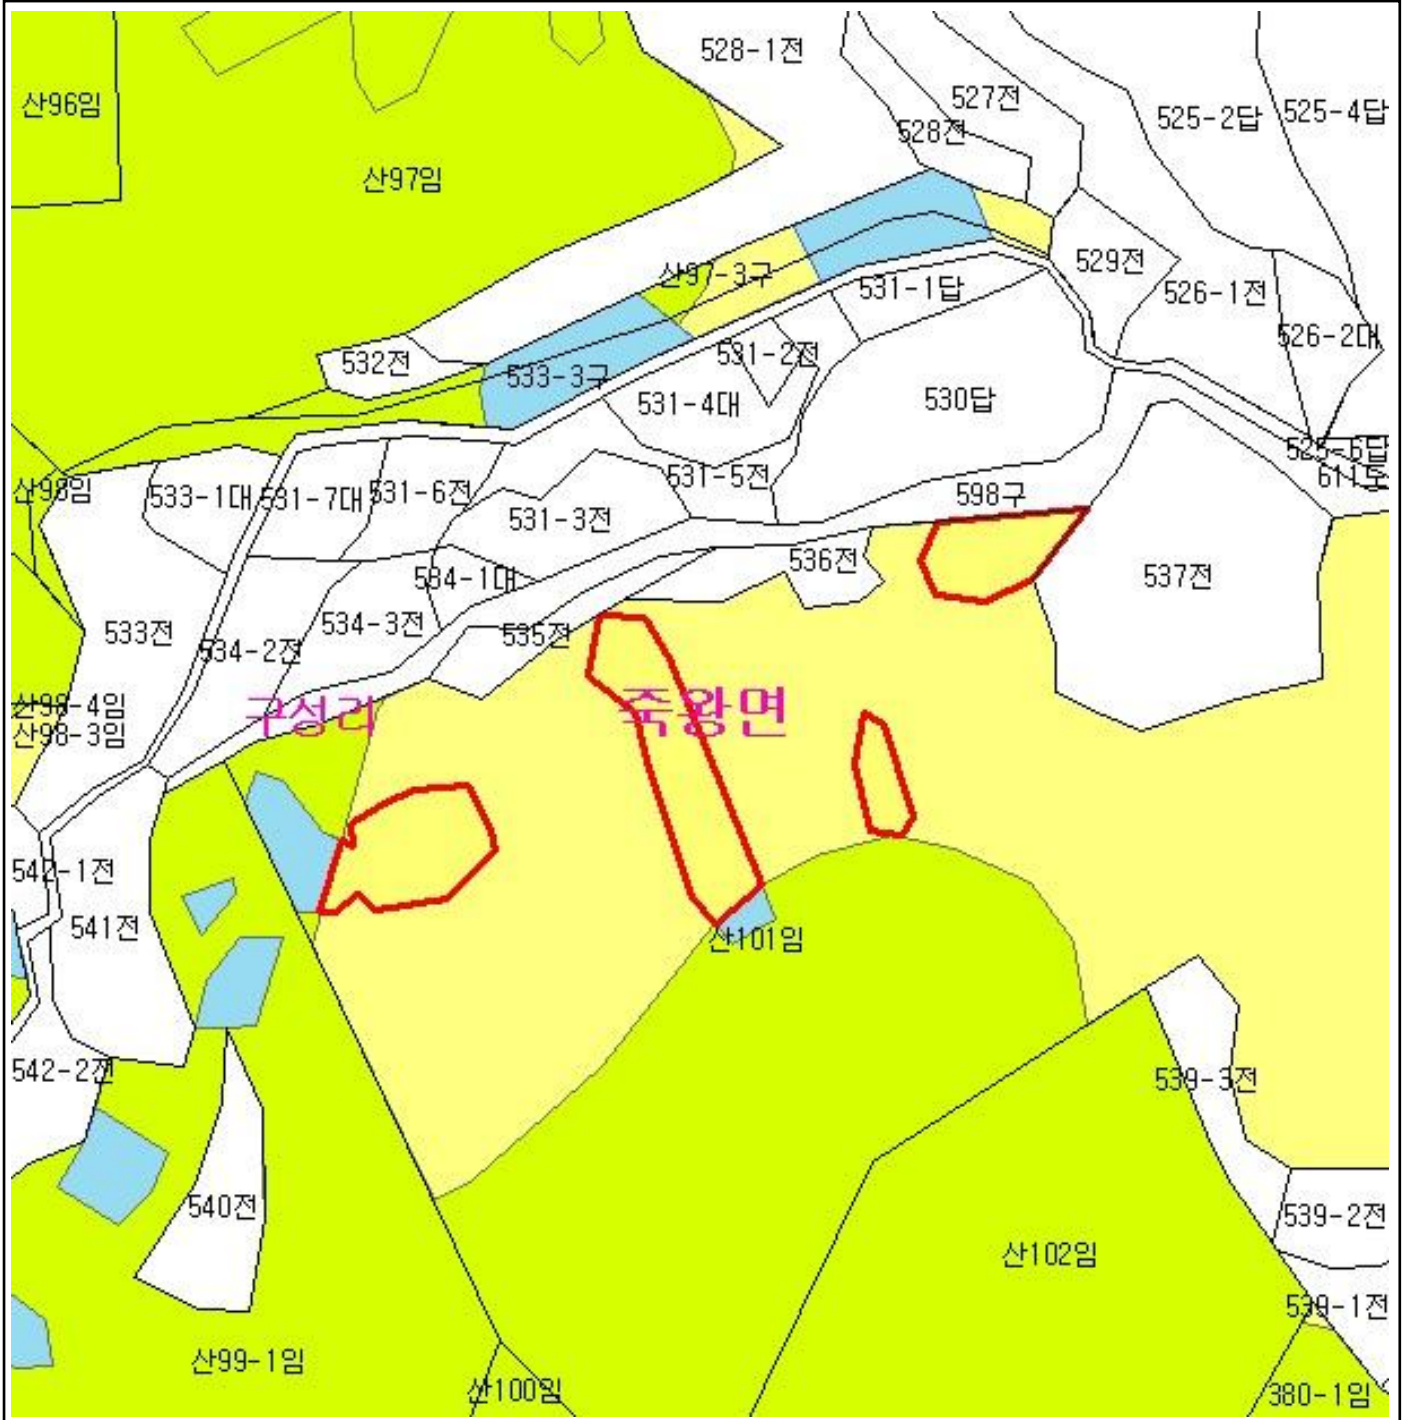 528-1전
527전
528전
525-2답
525-4답
산96임
산97임
산97-3구
529전
531-1답
526-1전
526-2대
532전
533-3구
531-2전
531-4대
530답
525-6답
611도
산98임
533-1대
531-7대
531-6전
531-5전
598구
531-3전
536전
534-1대
537전
533전
534-3전
534-2전
535전
산98-4임
산98-3임
구성리
죽왕면
542-1전
541전
산101임
542-2전
539-3전
540전
539-2전
산102임
539-1전
산99-1임
산100임
380-1임